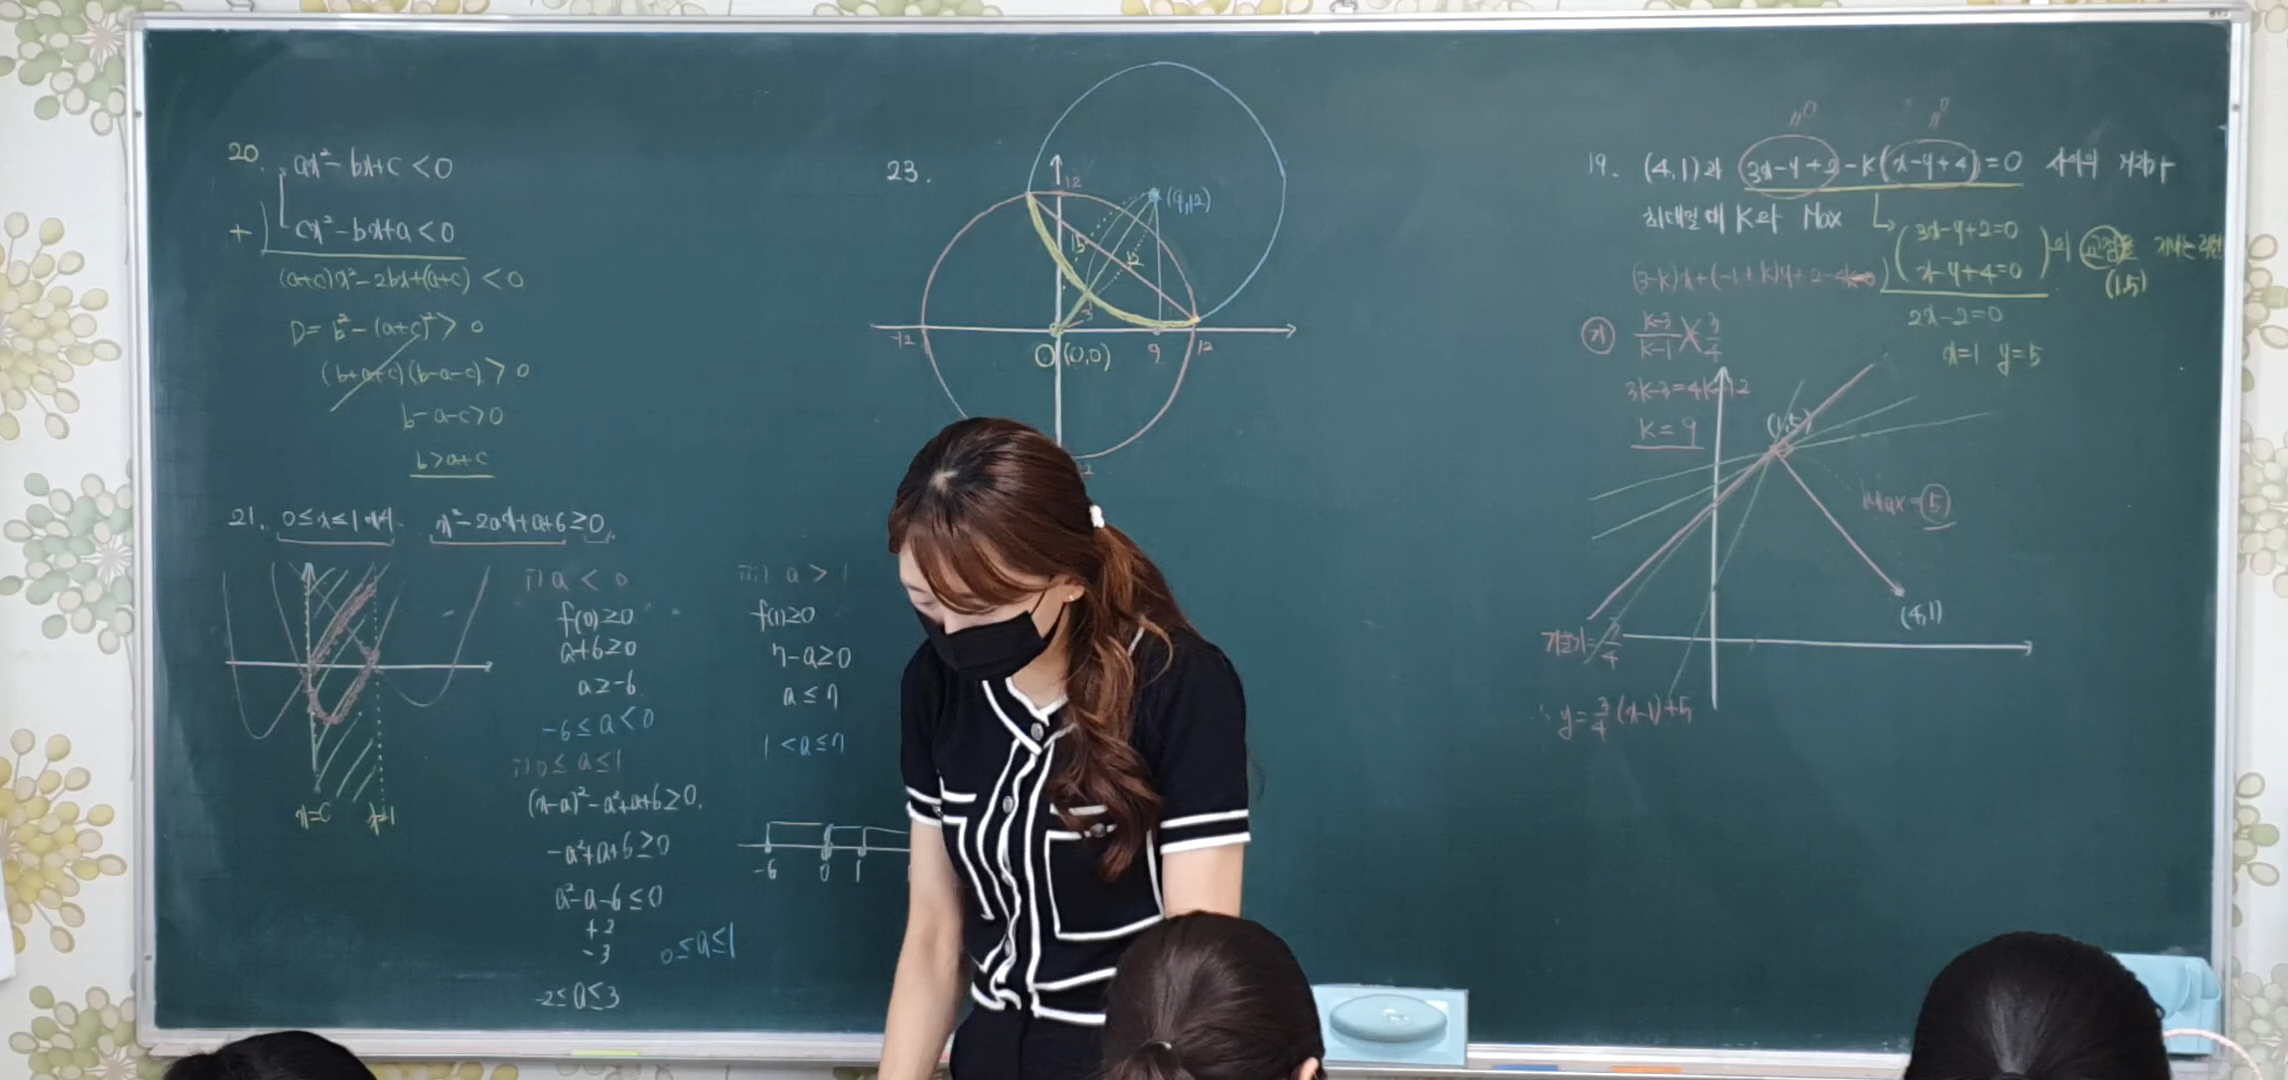 20. ax²-bx+c<0
+ cx²-bx+a<0
(a+c)x²-2bx+(a+c)<0
D= b²-(a+c)²>0
(b+a+c)(b-a-c)>0
b-a-c>0
b>a+c
21. 0≤x≤1 x²-2ax+a+6≥0
x=1
i) a<0
f(0)≥0
a+6≥0
a≥-6
-6≤a<0
ii) 0≤a≤1
(x-a)²-a²+a+6≥0
-a²+a+6≥0
a²-a-6≤0
+2
-3
0≤a≤1
-2≤a≤3
iii) a>1
f(1)≥0
7-a≥0
a≤7
1<a≤7
-6 0 1
23.
12
(9,12)
15
12
3
-12
O(0,0)
9
12
19. (4,1)과 3x-y+2-k(x-y+4)=0 사이의 거리가
=0
=0
최대일 때 k의 Max
3x-y+2=0
x-y+4=0
의 교점을 지나는 직선
(1,5)
2x-2=0
x=1 y=5
(3-k)x+(-1+k)y+2-4k=0
k-3/k-1 3/4
3k-3=4k-12
k=9
(1,5)
Max=5
(4,1)
기울기=3/4
∴ y=3/4(x-1)+5